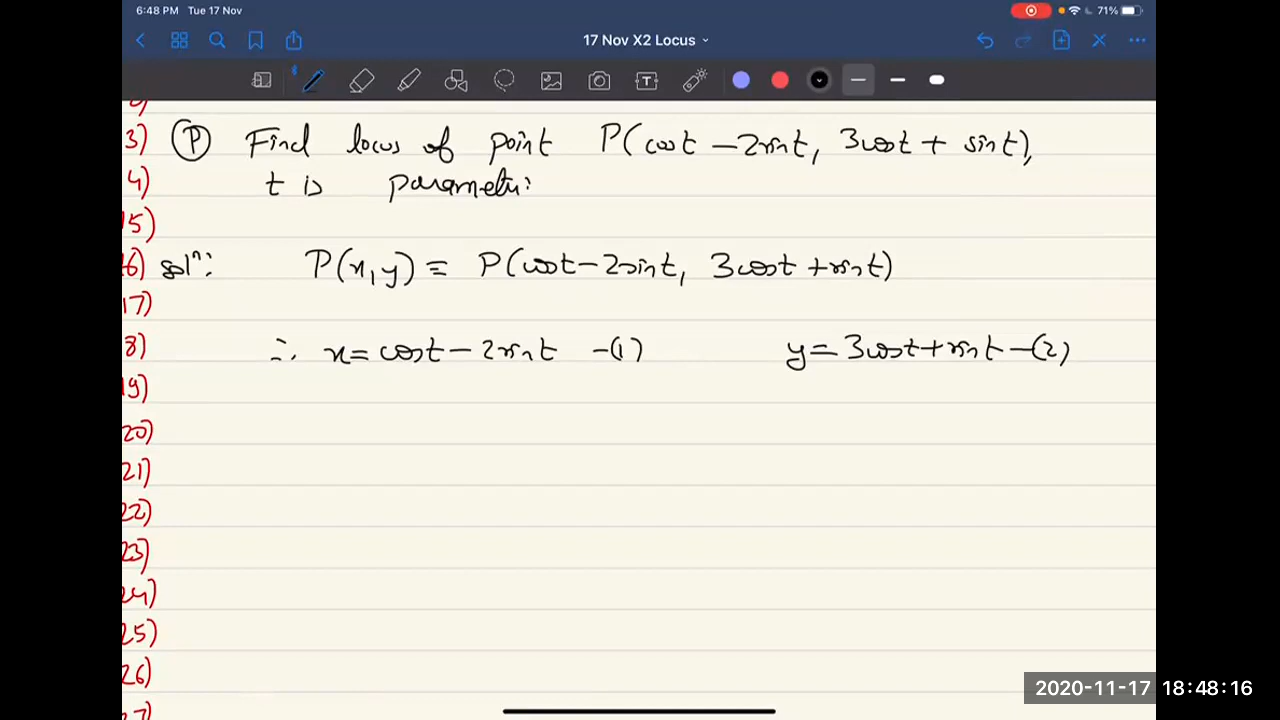 6:48 PM Tue 17 Nov
71%
17 Nov X2 Locus
3) (P) Find locus of point P(cost - 2sint, 3cost + sint),
4) t is parameter.
15)
6) solⁿ: P(x,y) ≡ P(cost - 2sint, 3cost + sint)
17)
8) ∴ x = cost - 2sint -(1) y = 3cost + sint - (2)
19)
20)
21)
22)
23)
24)
25)
26)
2020-11-17 18:48:16